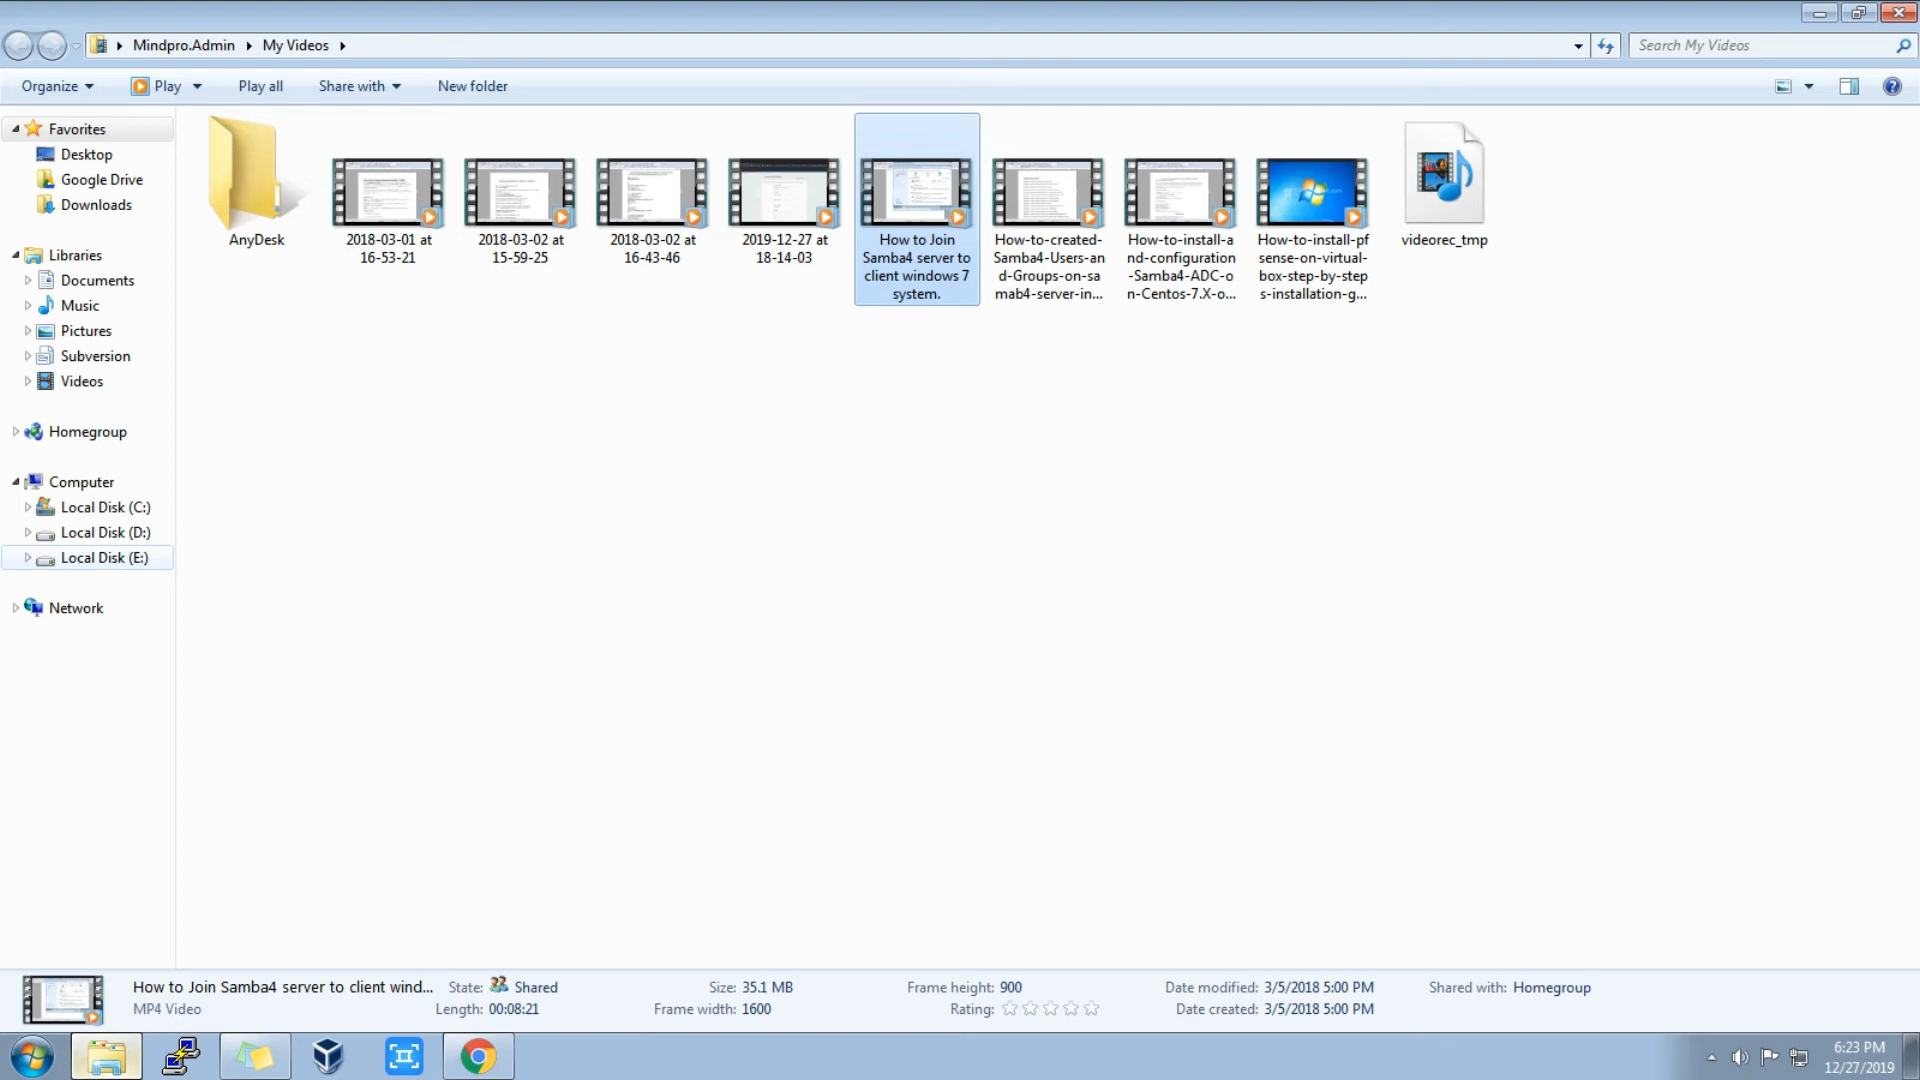 Mindpro.Admin My Videos
Search My Videos
Organize Play Play all Share with New folder
Favorites
Desktop
Google Drive
Downloads
Libraries
Documents
Music
Pictures
Subversion
Videos
Homegroup
Computer
Local Disk (C:)
Local Disk (D:)
Local Disk (E:)
Network
AnyDesk
2018-03-01 at
16-53-21
2018-03-02 at
15-59-25
2018-03-02 at
16-43-46
2019-12-27 at
18-14-03
How to Join
Samba4 server to
client windows 7
system.
How-to-created-
Samba4-Users-an
d-Groups-on-sa
mab4-server-in...
How-to-install-a
nd-configuration
-Samba4-ADC-o
n-Centos-7.X-o...
How-to-install-pf
sense-on-virtual-
box-step-by-step
s-installation-g...
videorec_tmp
How to Join Samba4 server to client wind...
MP4 Video
State: Shared
Length: 00:08:21
Size: 35.1 MB
Frame width: 1600
Frame height: 900
Rating:
Date modified: 3/5/2018 5:00 PM
Date created: 3/5/2018 5:00 PM
Shared with: Homegroup
6:23 PM
12/27/2019